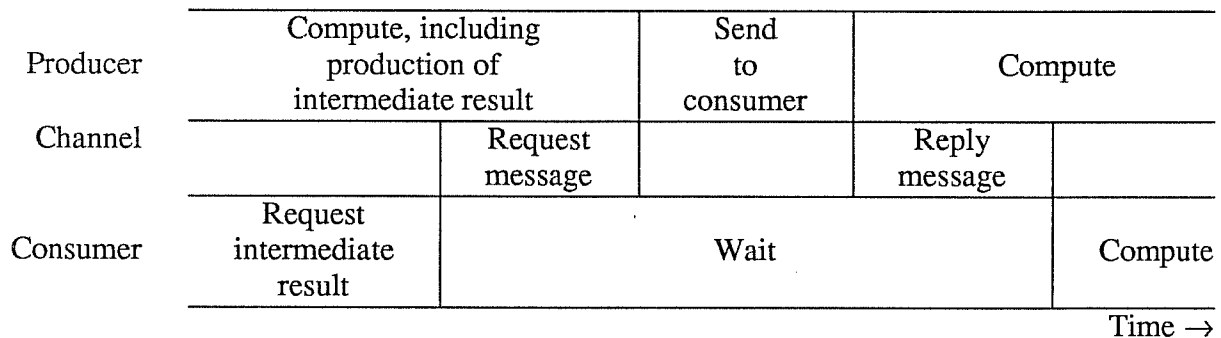 Producer
Compute, including
production of
intermediate result
Send
to
consumer
Compute
Channel
Request
message
Reply
message
Consumer
Request
intermediate
result
Wait
Compute
Time →